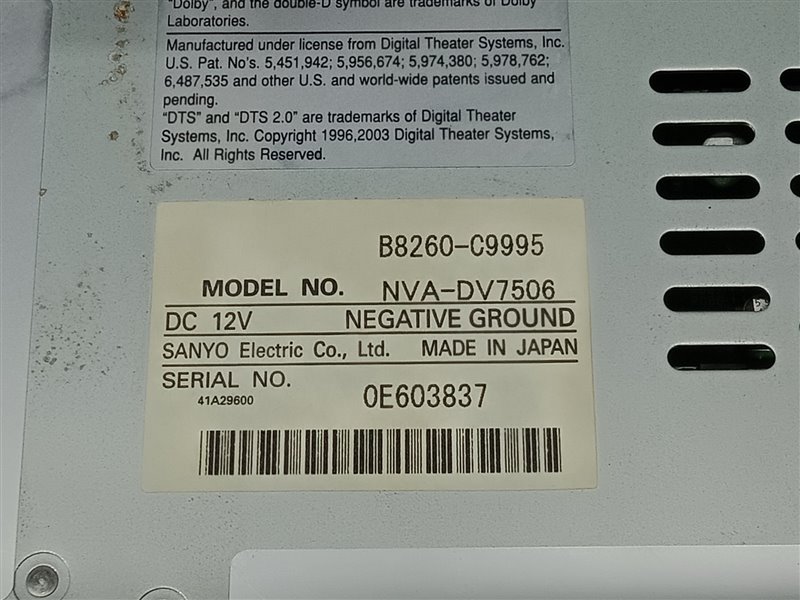 "Dolby", and the double-D symbol are trademarks of Dolby
Laboratories.
Manufactured under license from Digital Theater Systems, Inc.
U.S. Pat. No's. 5,451,942; 5,956,674; 5,974,380; 5,978,762;
6,487,535 and other U.S. and world-wide patents issued and
pending.
"DTS" and "DTS 2.0" are trademarks of Digital Theater
Systems, Inc. Copyright 1996,2003 Digital Theater Systems,
Inc. All Rights Reserved.
B8260-C9995
MODEL NO. NVA-DV7506
DC 12V NEGATIVE GROUND
SANYO Electric Co., Ltd. MADE IN JAPAN
SERIAL NO.
41A29600 0E603837